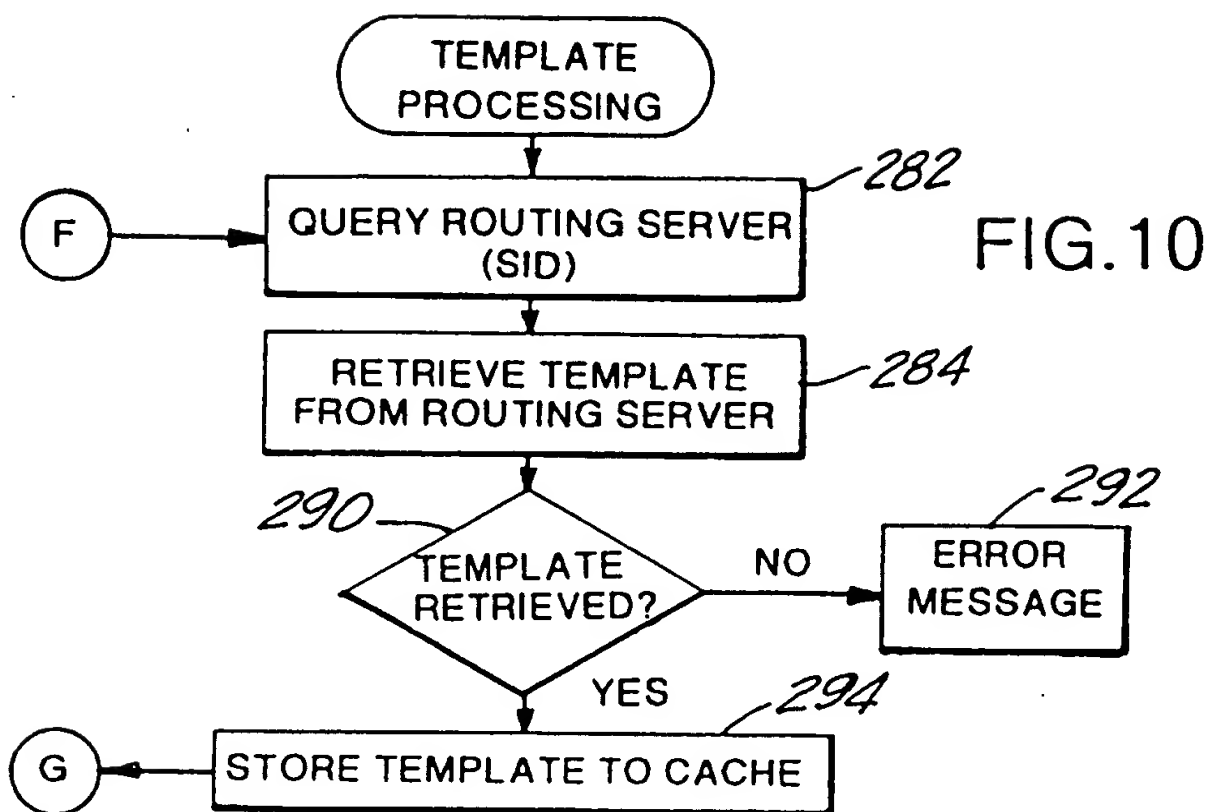 TEMPLATE
PROCESSING
282
F
QUERY ROUTING SERVER
(SID)
FIG.10
RETRIEVE TEMPLATE
FROM ROUTING SERVER
284
290
TEMPLATE
RETRIEVED?
NO
292
ERROR
MESSAGE
YES
294
G
STORE TEMPLATE TO CACHE